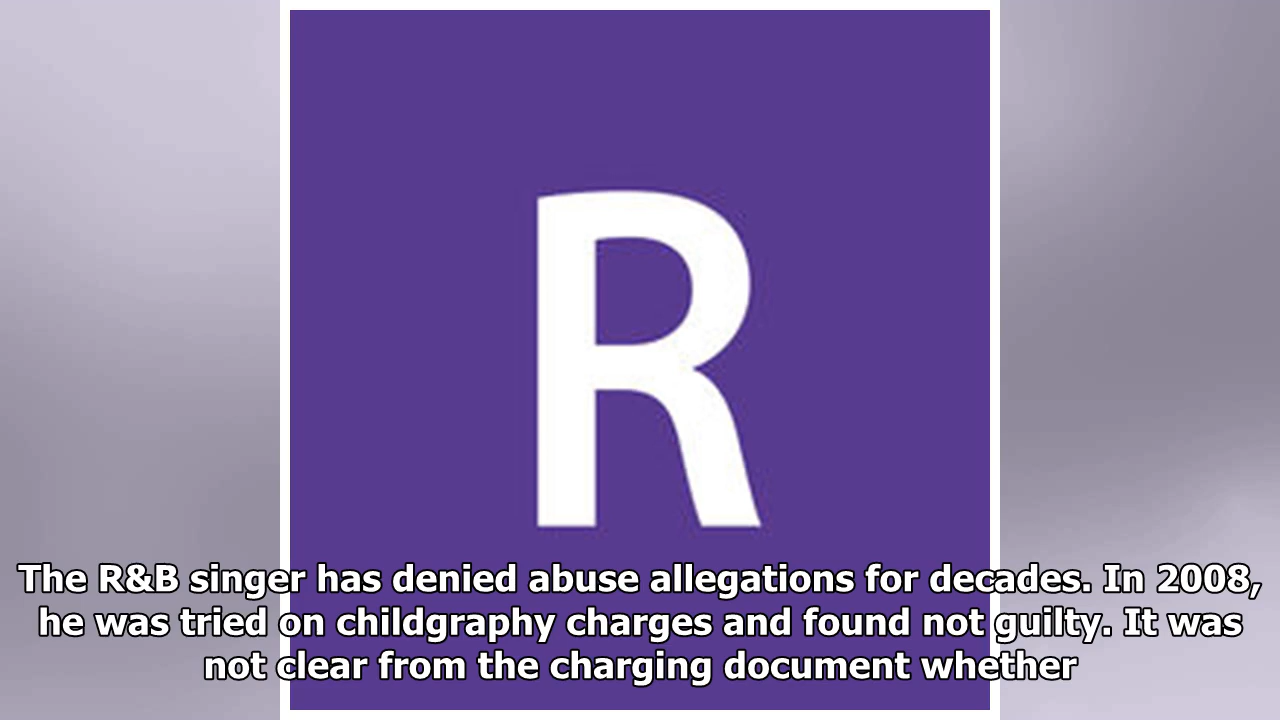 R
The R&B singer has denied abuse allegations for decades. In 2008,
he was tried on childgraphy charges and found not guilty. It was
not clear from the charging document whether